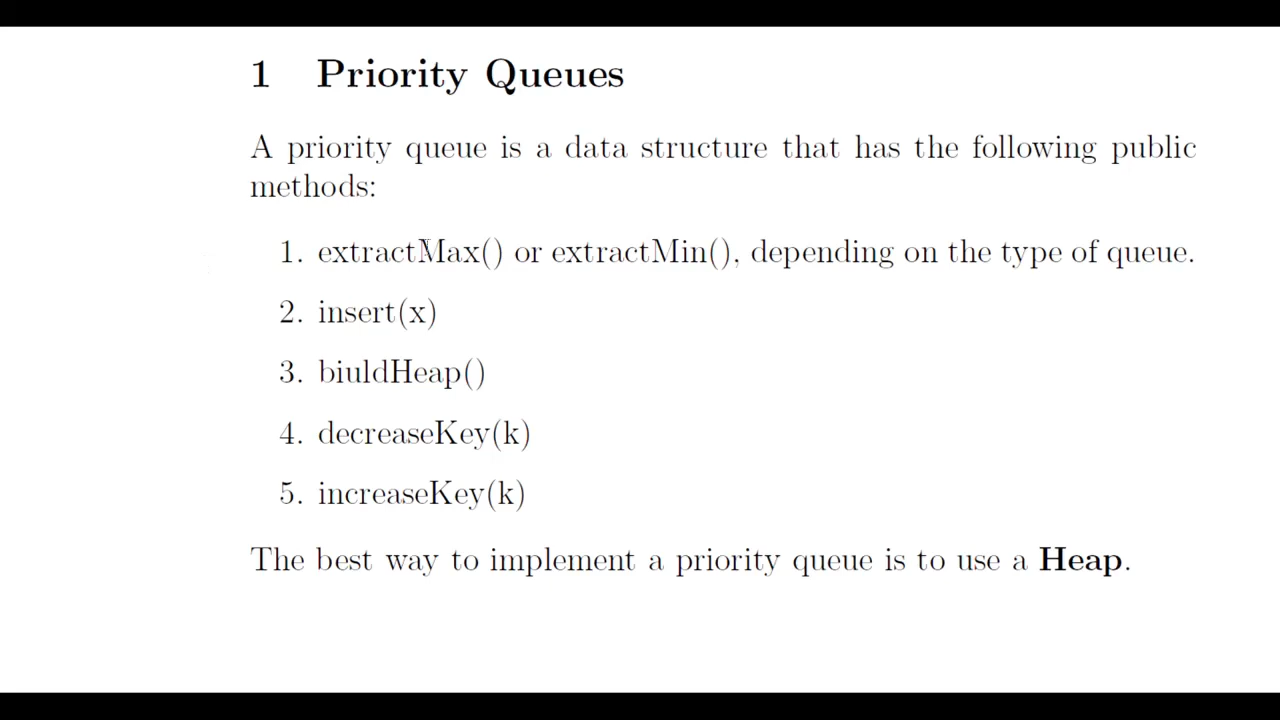 1 Priority Queues
A priority queue is a data structure that has the following public
methods:
1. extractMax() or extractMin(), depending on the type of queue.
2. insert(x)
3. biuldHeap()
4. decreaseKey(k)
5. increaseKey(k)
The best way to implement a priority queue is to use a Heap.